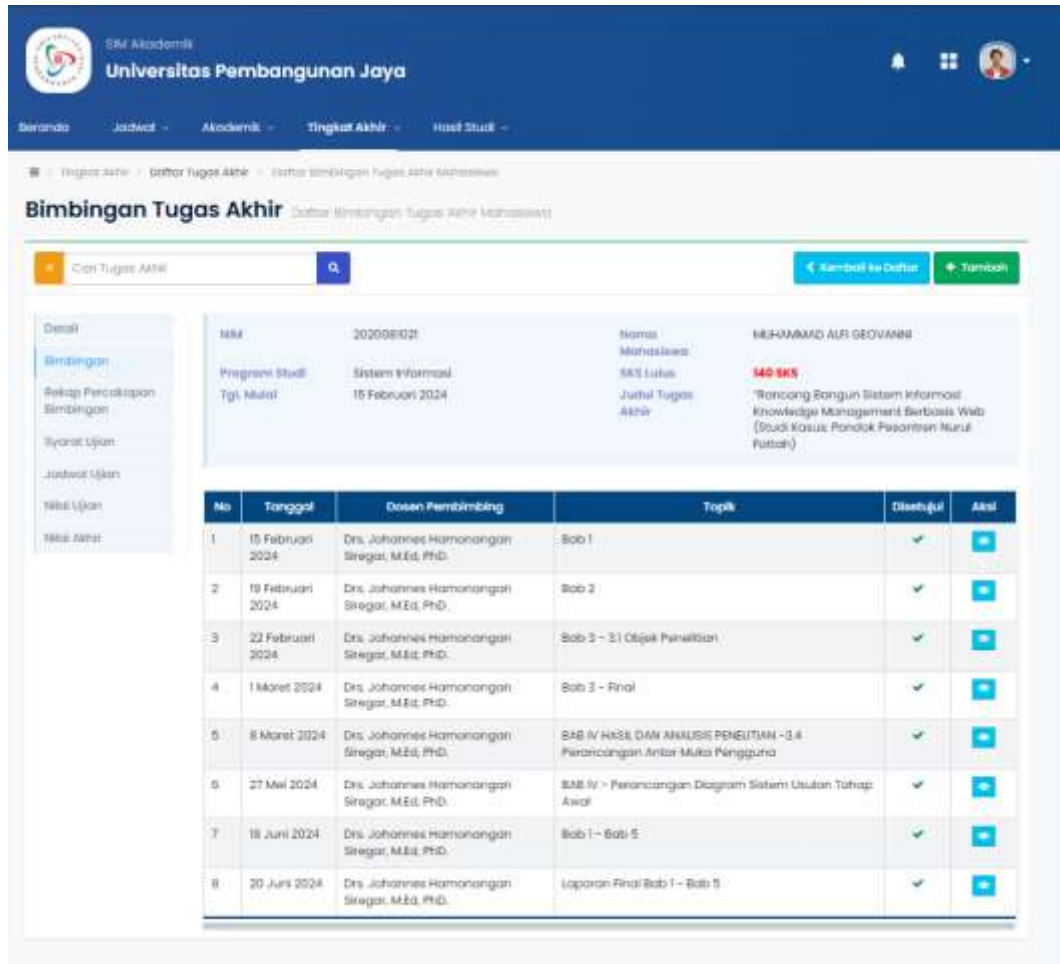 SIM Akademik
Universitas Pembangunan Jaya
Beranda Jadwal Akademik Tingkat Akhir Hasil Studi
Tingkat Akhir Daftar Tugas Akhir Daftar Bimbingan Tugas Akhir Mahasiswa
Bimbingan Tugas Akhir Daftar Bimbingan Tugas Akhir Mahasiswa
Cari Tugas Akhir Kembali ke Daftar Tambah
Detail
Bimbingan
Rekap Percakapan
Bimbingan
Syarat Ujian
Jadwal Ujian
Nilai Ujian
Nilai Akhir
NIM 2020081021 Nama Mahasiswa MUHAMMAD ALFI GEOVANNI
Program Studi Sistem Informasi SKS Lulus 140 SKS
Tgl. Mulai 15 Februari 2024 Judul Tugas Akhir "Rancang Bangun Sistem Informasi
Knowledge Management Berbasis Web
(Studi Kasus: Pondok Pesantren Nurul
Fattah)
No Tanggal Dosen Pembimbing Topik Disetujui Aksi
1 15 Februari 2024 Drs. Johannes Hamonangan Siregar, M.Ed, PhD. Bab 1
2 19 Februari 2024 Drs. Johannes Hamonangan Siregar, M.Ed, PhD. Bab 2
3 22 Februari 2024 Drs. Johannes Hamonangan Siregar, M.Ed, PhD. Bab 3 - 3.1 Objek Penelitian
4 1 Maret 2024 Drs. Johannes Hamonangan Siregar, M.Ed, PhD. Bab 3 - Final
5 8 Maret 2024 Drs. Johannes Hamonangan Siregar, M.Ed, PhD. BAB IV HASIL DAN ANALISIS PENELITIAN - Perancangan Antar Muka Pengguna
6 27 Mei 2024 Drs. Johannes Hamonangan Siregar, M.Ed, PhD. BAB IV - Perancangan Diagram Sistem Usulan Tahap Awal
7 18 Juni 2024 Drs. Johannes Hamonangan Siregar, M.Ed, PhD. Bab 1 - Bab 5
8 20 Juni 2024 Drs. Johannes Hamonangan Siregar, M.Ed, PhD. Laporan Final Bab 1 - Bab 5